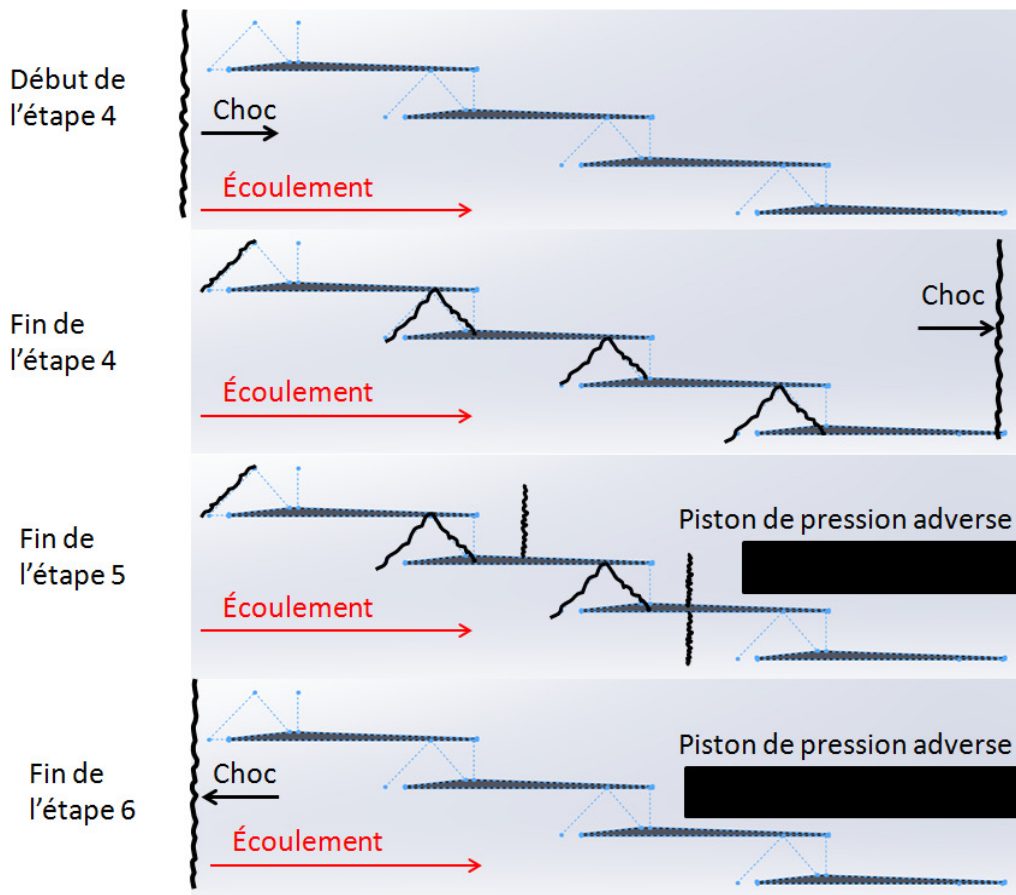 Début de
l’étape 4
Choc
Écoulement
Fin de
l’étape 4
Choc
Écoulement
Fin de
l’étape 5
Piston de pression adverse
Écoulement
Fin de
l’étape 6
Choc
Piston de pression adverse
Écoulement